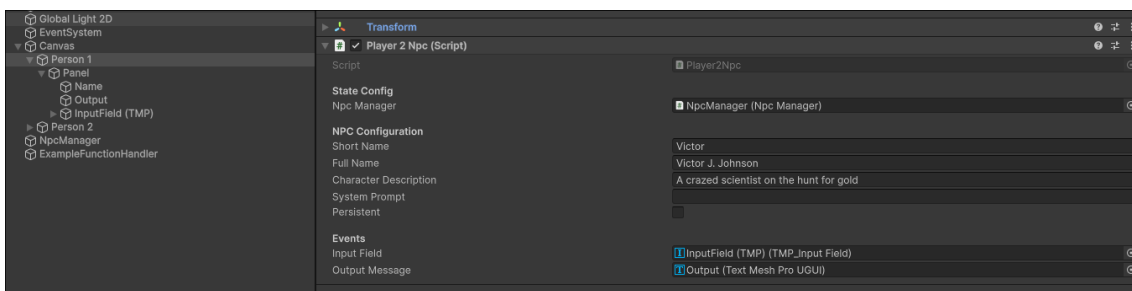 Global Light 2D
EventSystem
Canvas
Person 1
Panel
Name
Output
InputField (TMP)
Person 2
NpcManager
ExampleFunctionHandler
Transform
# Player 2 Npc (Script)
Script Player2Npc
State Config
Npc Manager NpcManager (Npc Manager)
NPC Configuration
Short Name Victor
Full Name Victor J. Johnson
Character Description A crazed scientist on the hunt for gold
System Prompt
Persistent
Events
Input Field InputField (TMP) (TMP_Input Field)
Output Message Output (Text Mesh Pro UGUI)